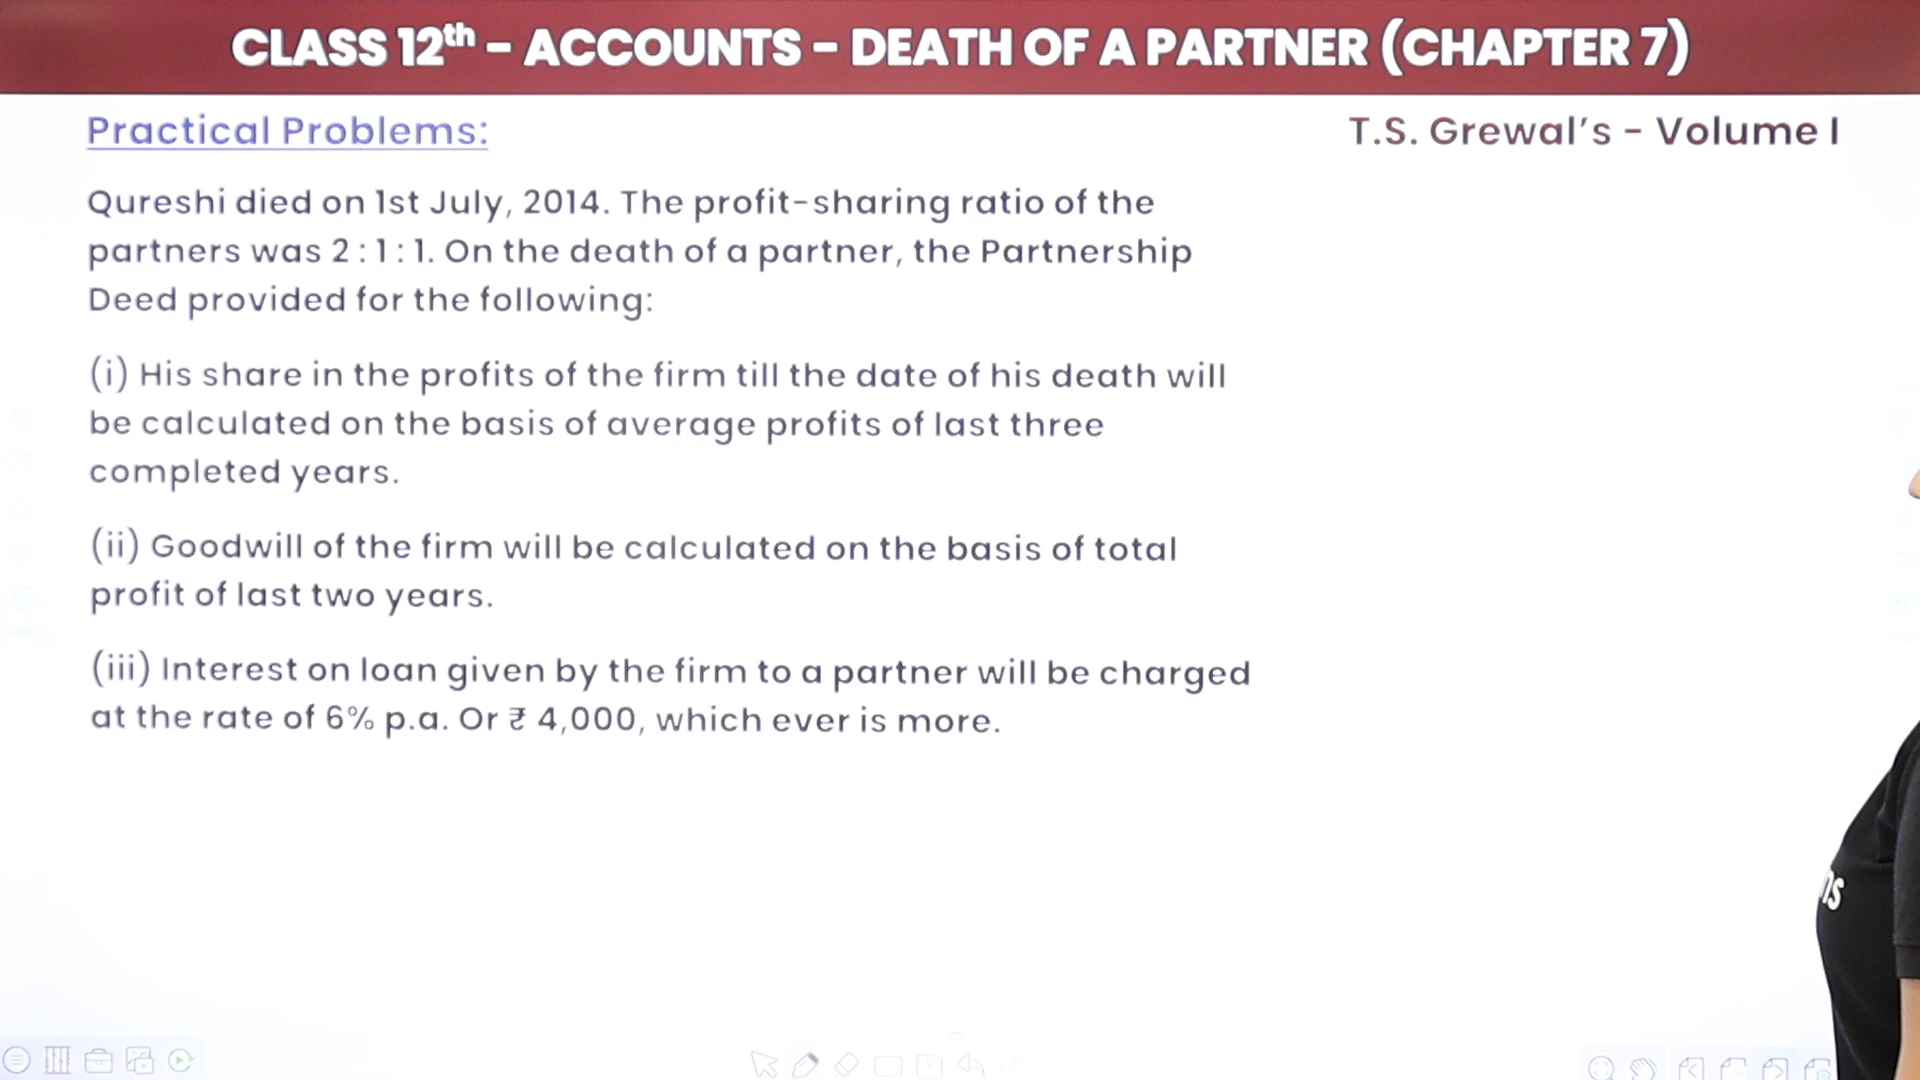 CLASS 12th – ACCOUNTS – DEATH OF A PARTNER (CHAPTER 7)
Practical Problems:
T.S. Grewal’s - Volume I
Qureshi died on 1st July, 2014. The profit-sharing ratio of the
partners was 2 : 1 : 1. On the death of a partner, the Partnership
Deed provided for the following:
(i) His share in the profits of the firm till the date of his death will
be calculated on the basis of average profits of last three
completed years.
(ii) Goodwill of the firm will be calculated on the basis of total
profit of last two years.
(iii) Interest on loan given by the firm to a partner will be charged
at the rate of 6% p.a. Or ₹ 4,000, which ever is more.
ns